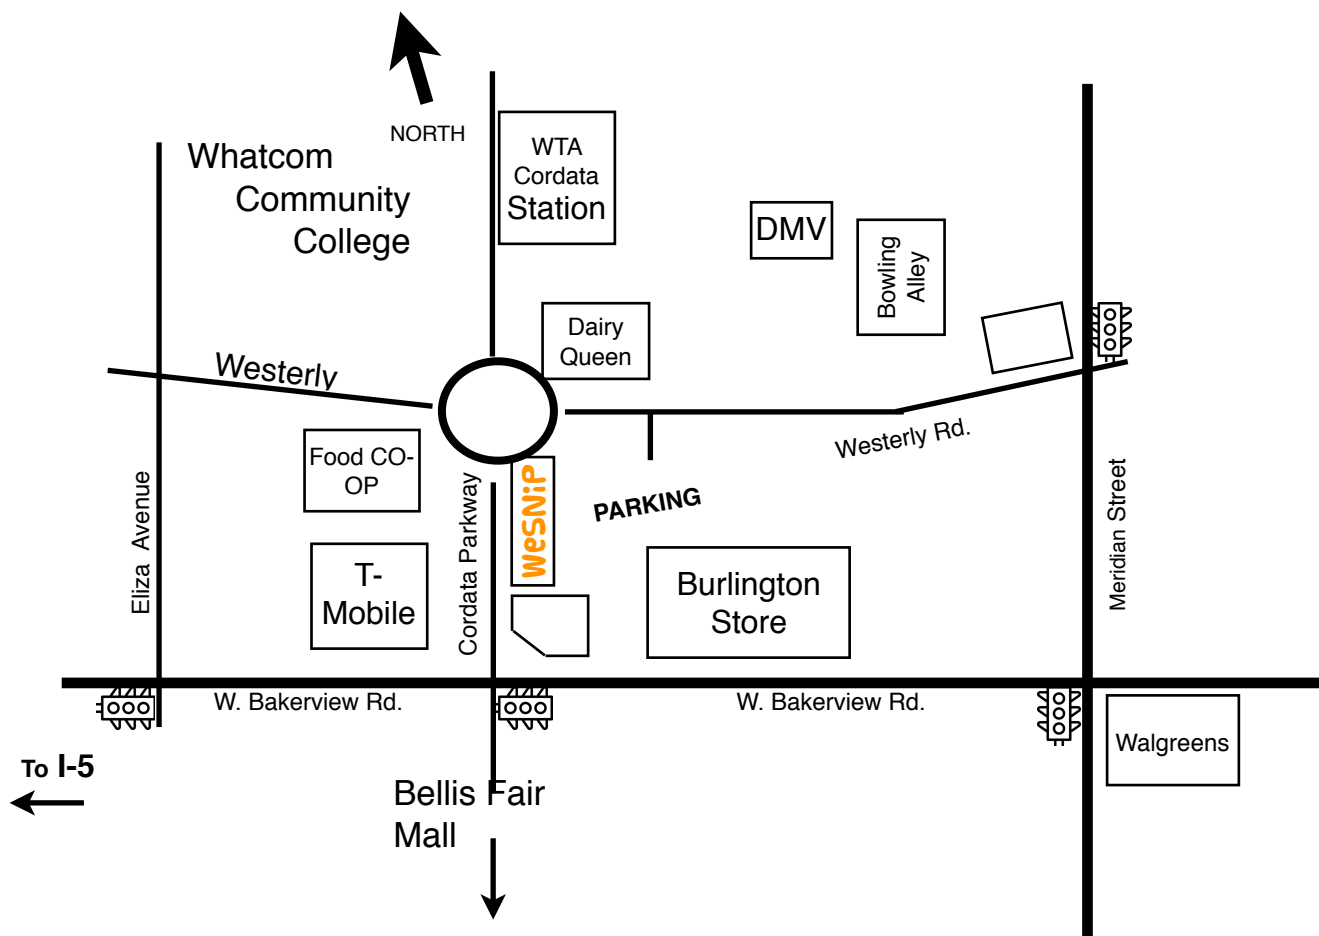 NORTH
Whatcom
Community
College
WTA
Cordata
Station
DMV
Bowling
Alley
Dairy
Queen
Westerly
Westerly Rd.
Food CO-
OP
WeSNiP
PARKING
Eliza Avenue
Cordata Parkway
Meridian Street
T-
Mobile
Burlington
Store
W. Bakerview Rd.
W. Bakerview Rd.
Walgreens
To I-5
Bellis Fair
Mall